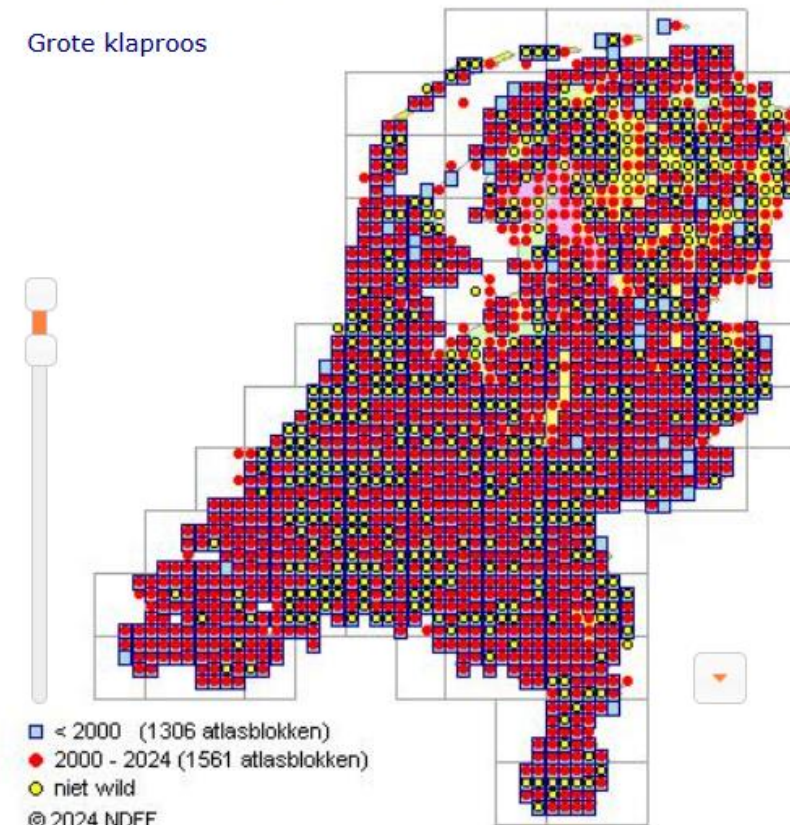 Grote klaproos
< 2000 (1306 atlasblokken)
2000 - 2024 (1561 atlasblokken)
niet wild
© 2024 NDFF